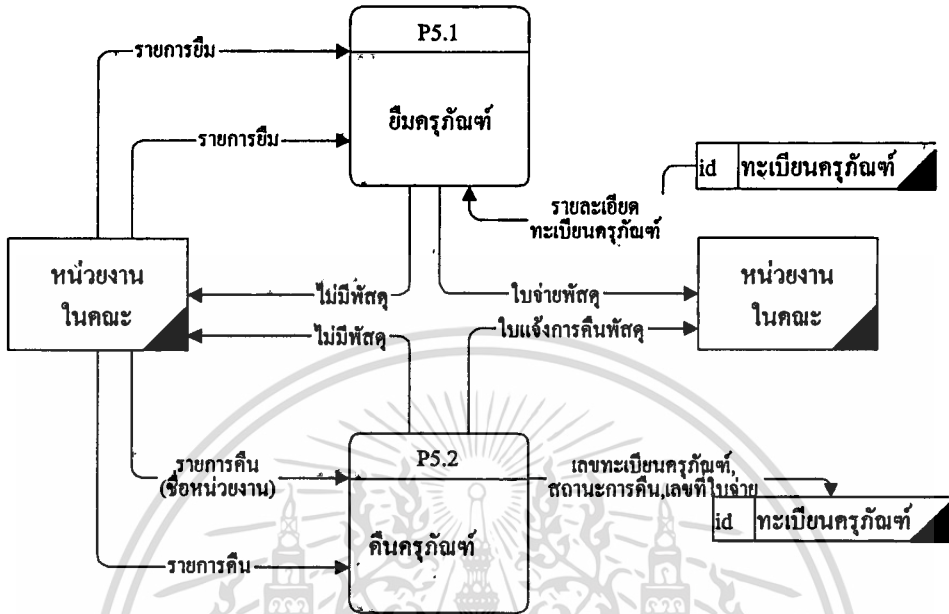 P5.1
รายการยืม
ยืมครุภัณฑ์
รายการยืม
id ทะเบียนครุภัณฑ์
รายละเอียด
ทะเบียนครุภัณฑ์
หน่วยงาน
ในคณะ
ไม่มีพัสดุ
ใบจ่ายพัสดุ
หน่วยงาน
ในคณะ
ไม่มีพัสดุ
ใบแจ้งการคืนพัสดุ
P5.2
รายการคืน
(ชื่อหน่วยงาน)
เลขทะเบียนครุภัณฑ์,
สถานะการคืน,เลขที่ใบจ่าย
id ทะเบียนครุภัณฑ์
คืนครุภัณฑ์
รายการคืน